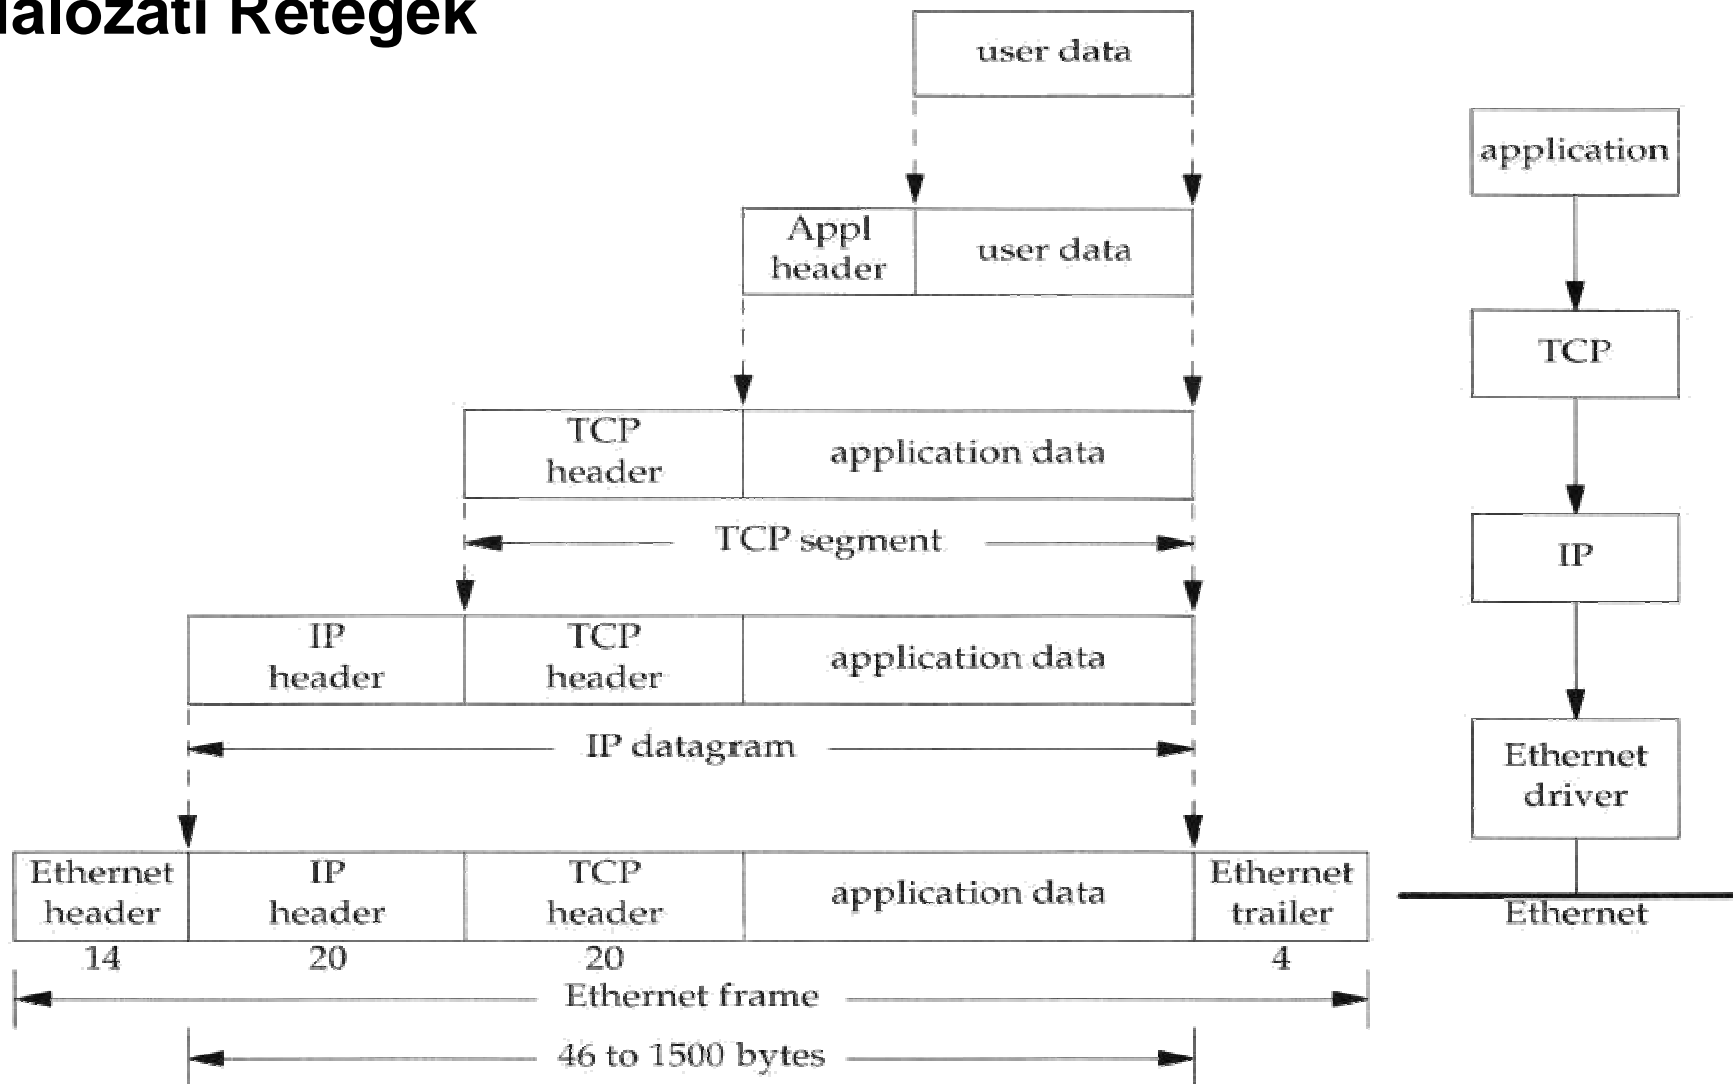 álózati Rétegek
user data
application
Appl
header
user data
TCP
TCP
header
application data
TCP segment
IP
IP
header
TCP
header
application data
IP datagram
Ethernet
driver
Ethernet
header
IP
header
TCP
header
application data
Ethernet
trailer
Ethernet
14
20
20
4
Ethernet frame
46 to 1500 bytes